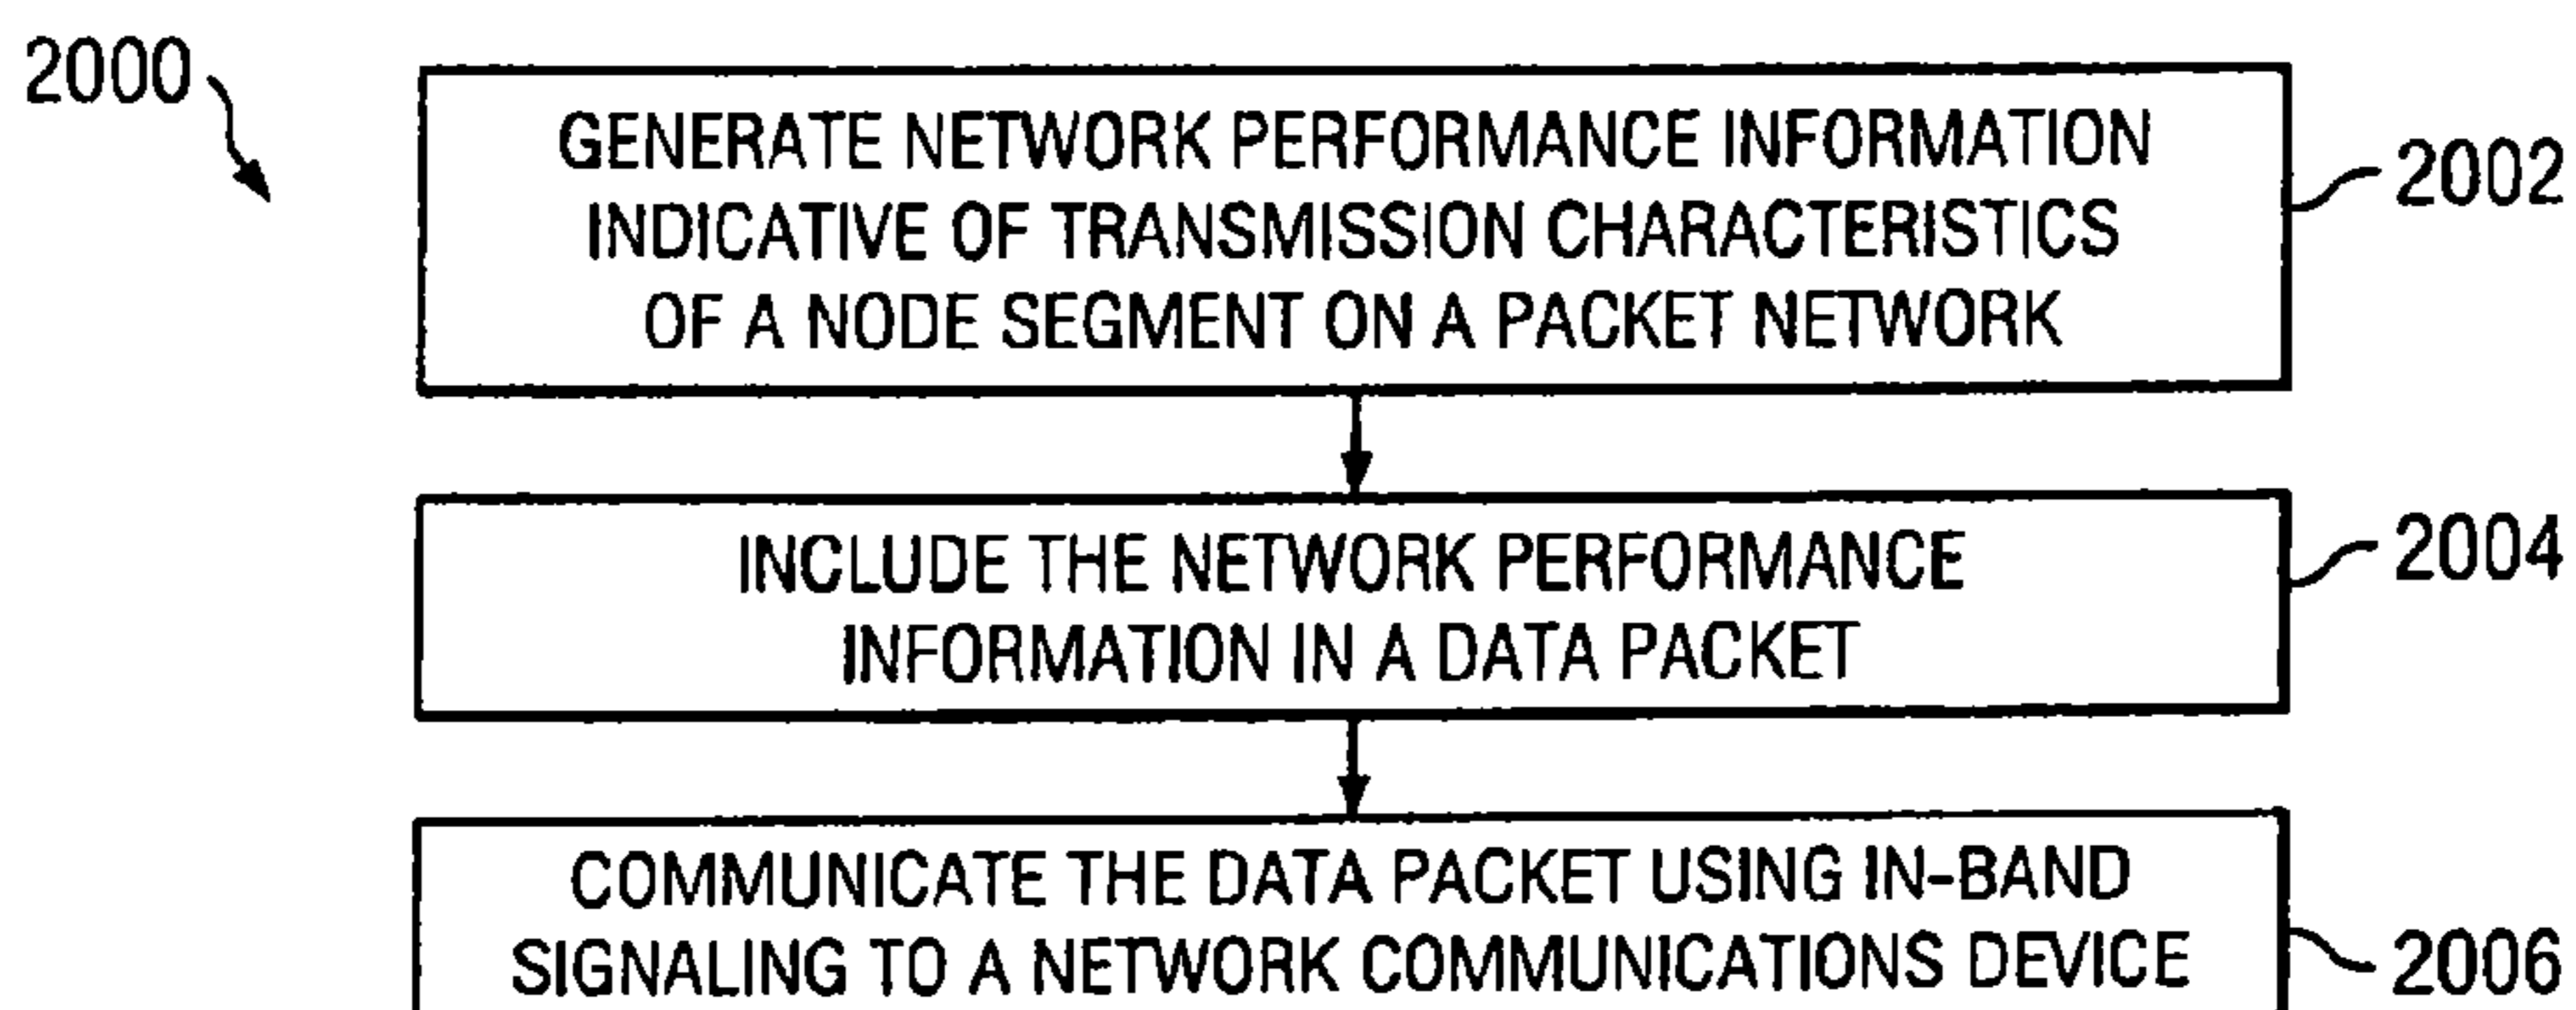 2000
GENERATE NETWORK PERFORMANCE INFORMATION
INDICATIVE OF TRANSMISSION CHARACTERISTICS
OF A NODE SEGMENT ON A PACKET NETWORK
2002
INCLUDE THE NETWORK PERFORMANCE
INFORMATION IN A DATA PACKET
2004
COMMUNICATE THE DATA PACKET USING IN-BAND
SIGNALING TO A NETWORK COMMUNICATIONS DEVICE
2006